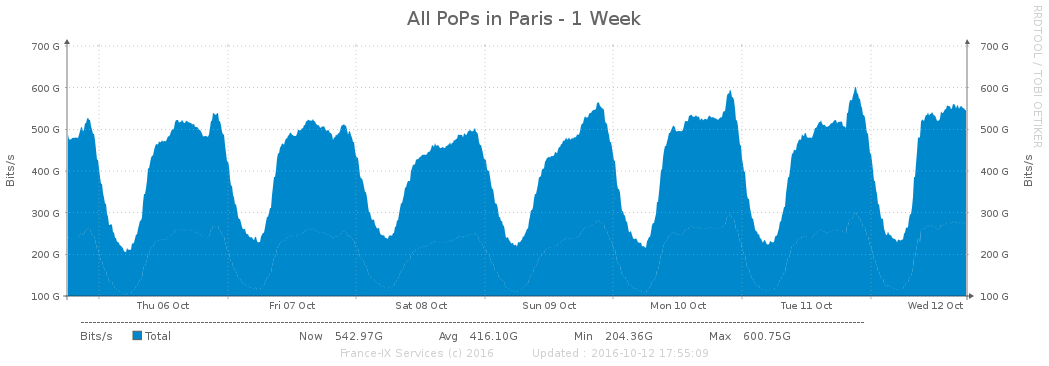 All PoPs in Paris - 1 Week
RRDTOOL / TOBI OETIKER
Bits/s
Bits/s
700 G 700 G
600 G 600 G
500 G 500 G
400 G 400 G
300 G 300 G
200 G 200 G
100 G 100 G
Thu 06 Oct Fri 07 Oct Sat 08 Oct Sun 09 Oct Mon 10 Oct Tue 11 Oct Wed 12 Oct
Bits/s Total Now 542.97G Avg 416.10G Min 204.36G Max 600.75G
France-IX Services (c) 2016 Updated : 2016-10-12 17:55:09